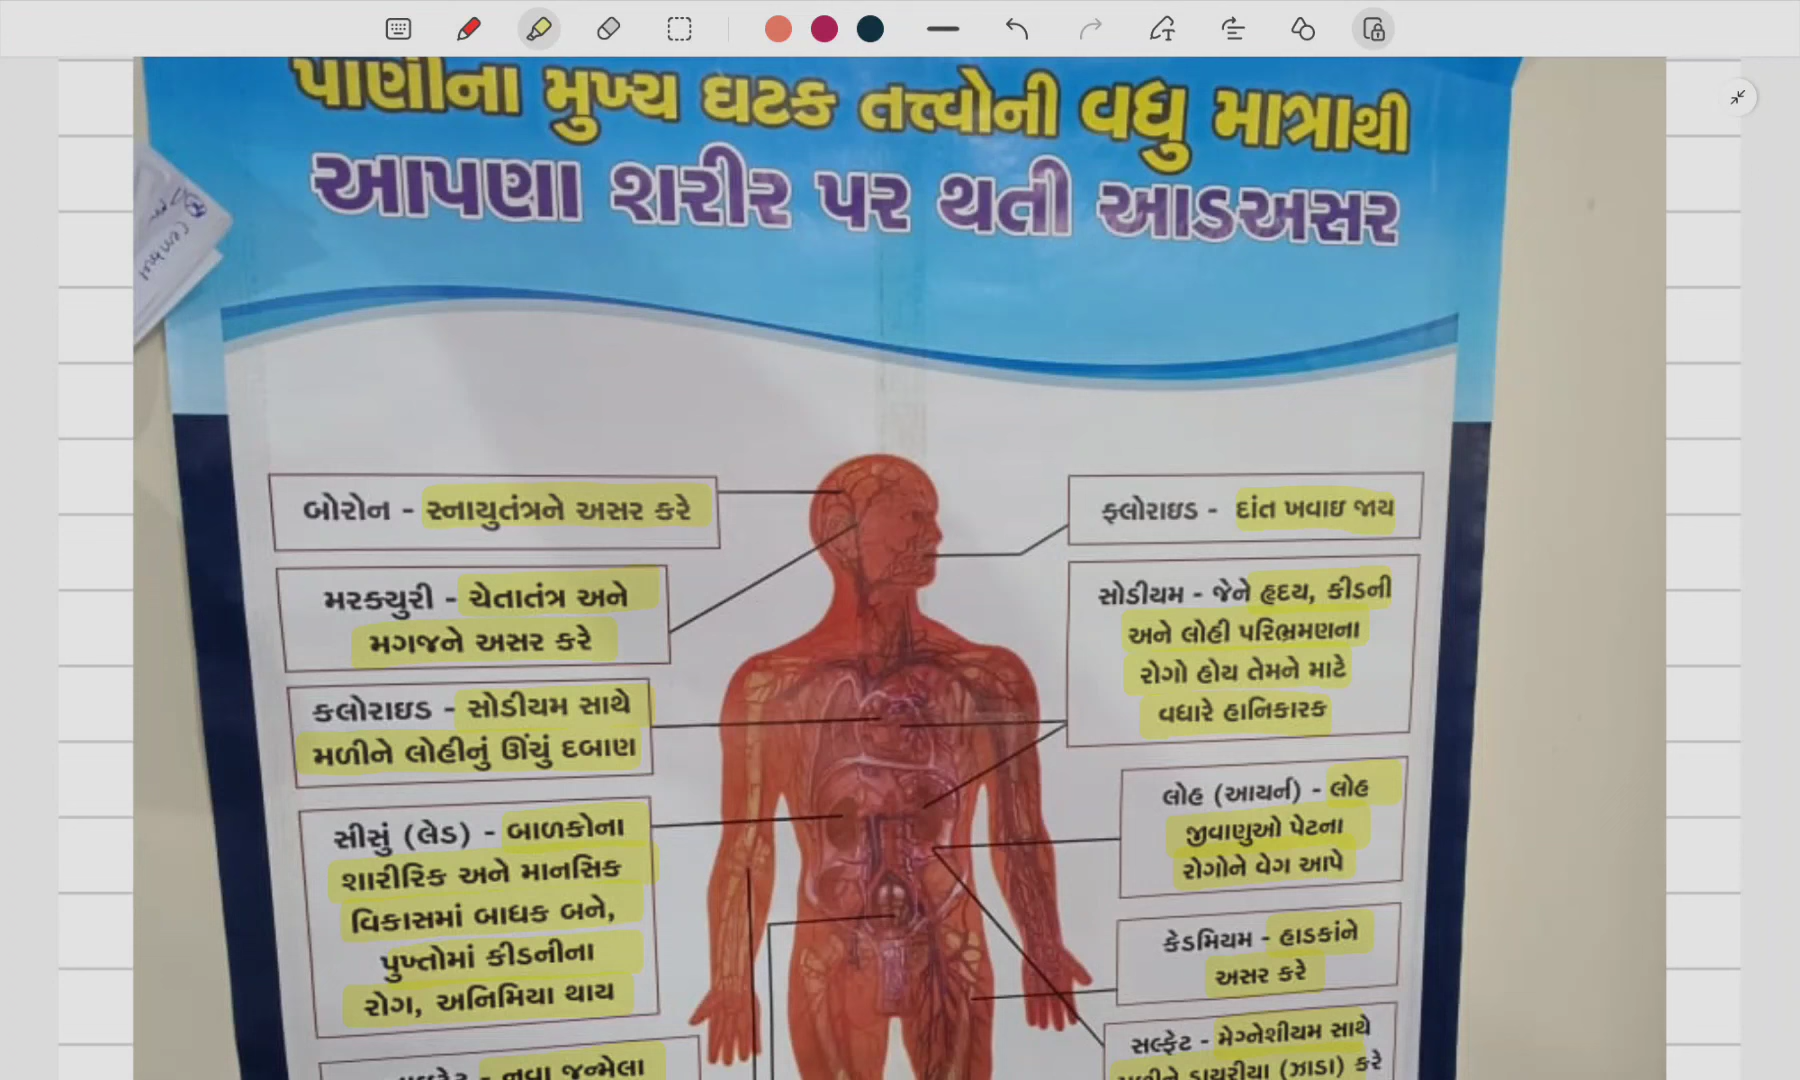 પાણીના મુખ્ય ઘટક તત્ત્વોની વધુ માત્રાથી
આપણા શરીર પર થતી આડઅસર
બોરોન - સ્નાયુતંત્રને અસર કરે
મરક્યુરી - ચેતાતંત્ર અને
મગજને અસર કરે
ક્લોરાઇડ - સોડીયમ સાથે
મળીને લોહીનું ઊંચું દબાણ
સીસું (લેડ) - બાળકોના
શારીરિક અને માનસિક
વિકાસમાં બાધક બને,
પુખ્તોમાં કીડનીના
રોગ, અનિમિયા થાય
- નવા જન્મેલા
ફ્લોરાઇડ - દાંત ખવાઇ જાય
સોડીયમ - જેને હૃદય, કીડની
અને લોહી પરિભ્રમણના
રોગો હોય તેમને માટે
વધારે હાનિકારક
લોહ (આયર્ન) - લોહ
જીવાણુઓ પેટના
રોગોને વેગ આપે
કેડમિયમ - હાડકાંને
અસર કરે
સલ્ફેટ - મેગ્નેશીયમ સાથે
મળીને ડાયરીયા (ઝાડા) કરે